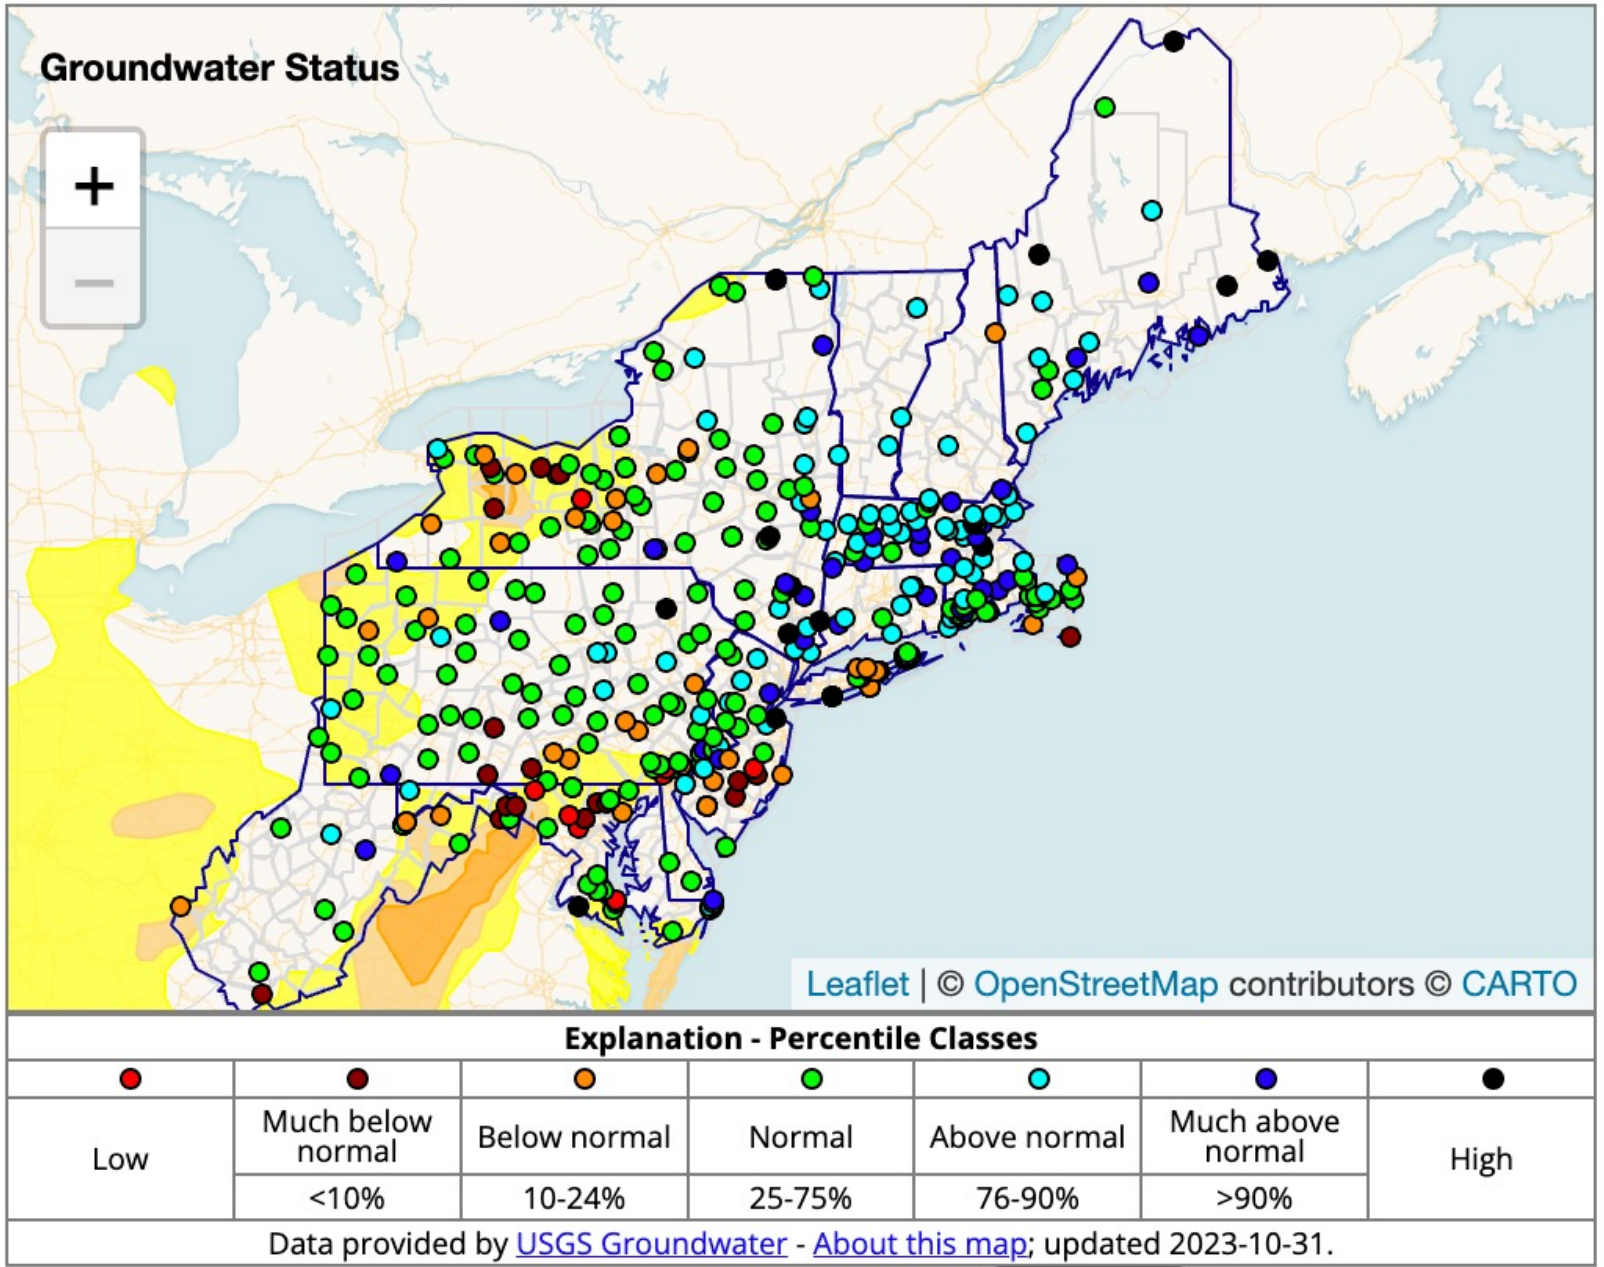 Groundwater Status
+
−
Leaflet | © OpenStreetMap contributors © CARTO
Explanation - Percentile Classes
Low
Much below
normal
<10%
Below normal
10-24%
Normal
25-75%
Above normal
76-90%
Much above
normal
>90%
High
Data provided by USGS Groundwater - About this map; updated 2023-10-31.